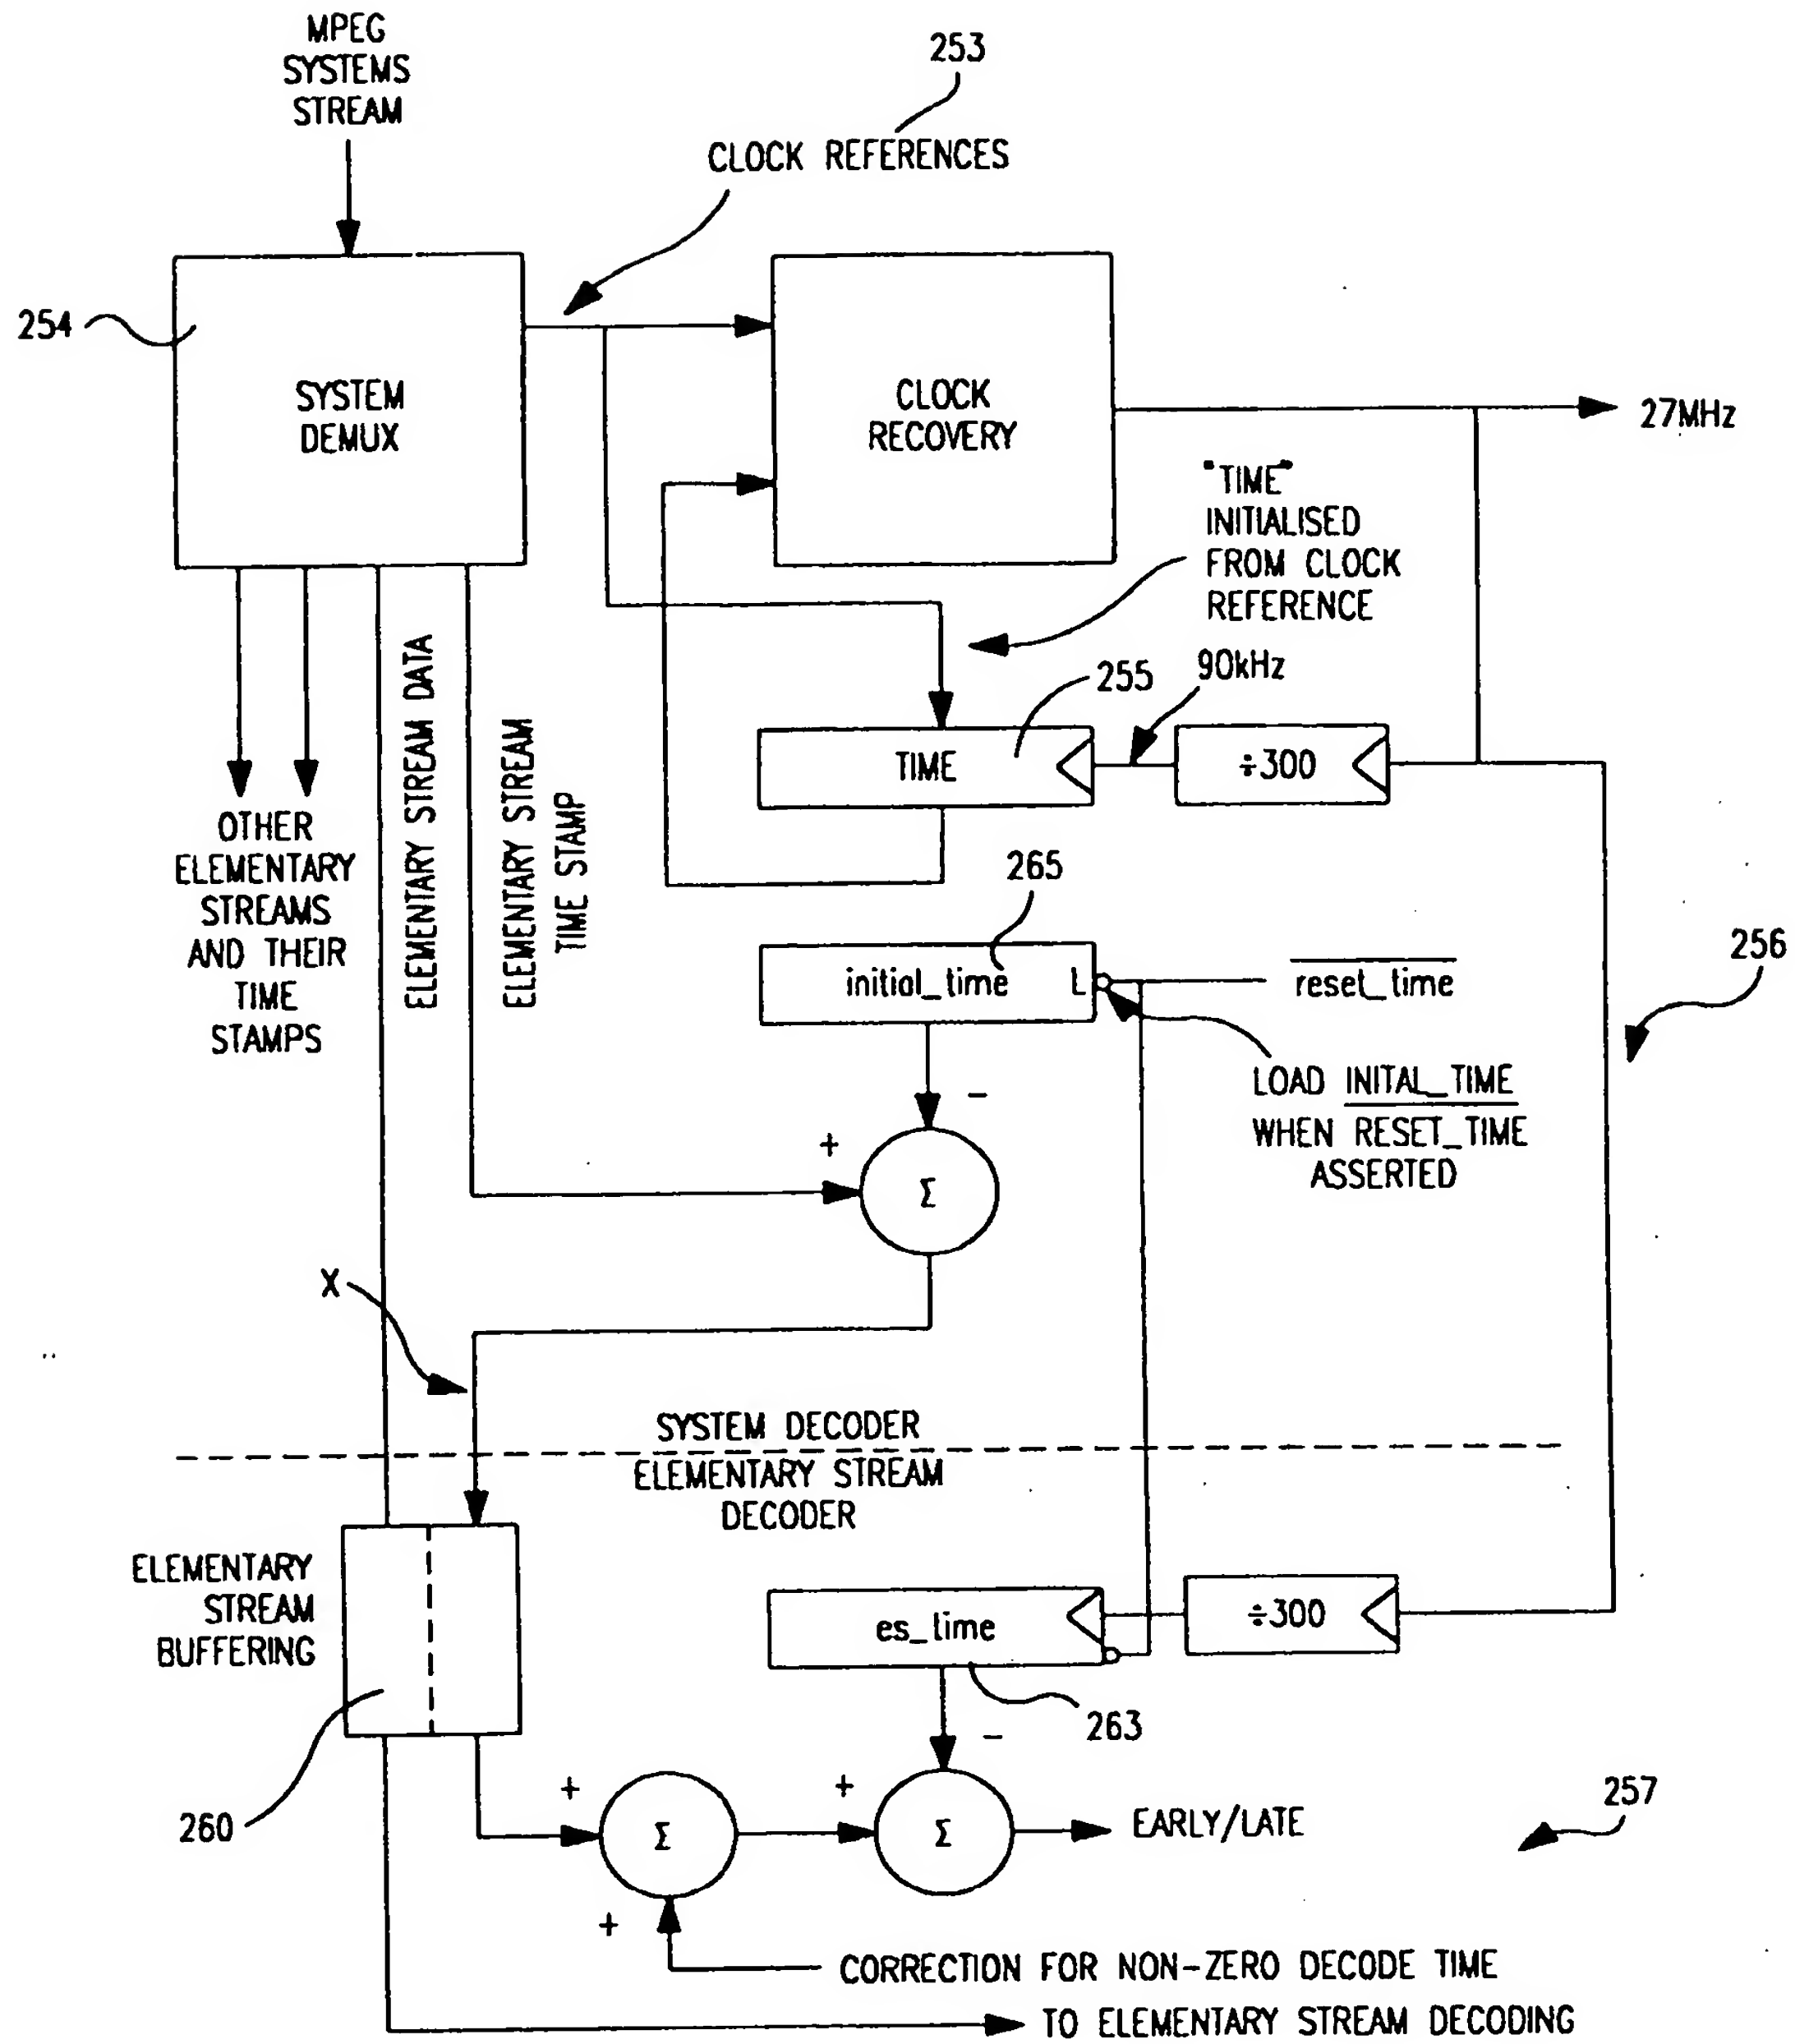 MPEG
SYSTEMS
STREAM
253
CLOCK REFERENCES
254
SYSTEM
DEMUX
CLOCK
RECOVERY
27MHz
"TIME"
INITIALISED
FROM CLOCK
REFERENCE
90kHz
255
TIME
÷300
OTHER
ELEMENTARY
STREAMS
AND THEIR
TIME
STAMPS
ELEMENTARY STREAM DATA
ELEMENTARY STREAM
TIME STAMP
265
initial_time L
reset_time
256
LOAD INITAL_TIME
WHEN RESET_TIME
ASSERTED
-
+
Σ
X
SYSTEM DECODER
ELEMENTARY STREAM
DECODER
ELEMENTARY
STREAM
BUFFERING
es_time
÷300
263
-
260
+
Σ
+
Σ
EARLY/LATE
257
+
CORRECTION FOR NON-ZERO DECODE TIME
TO ELEMENTARY STREAM DECODING